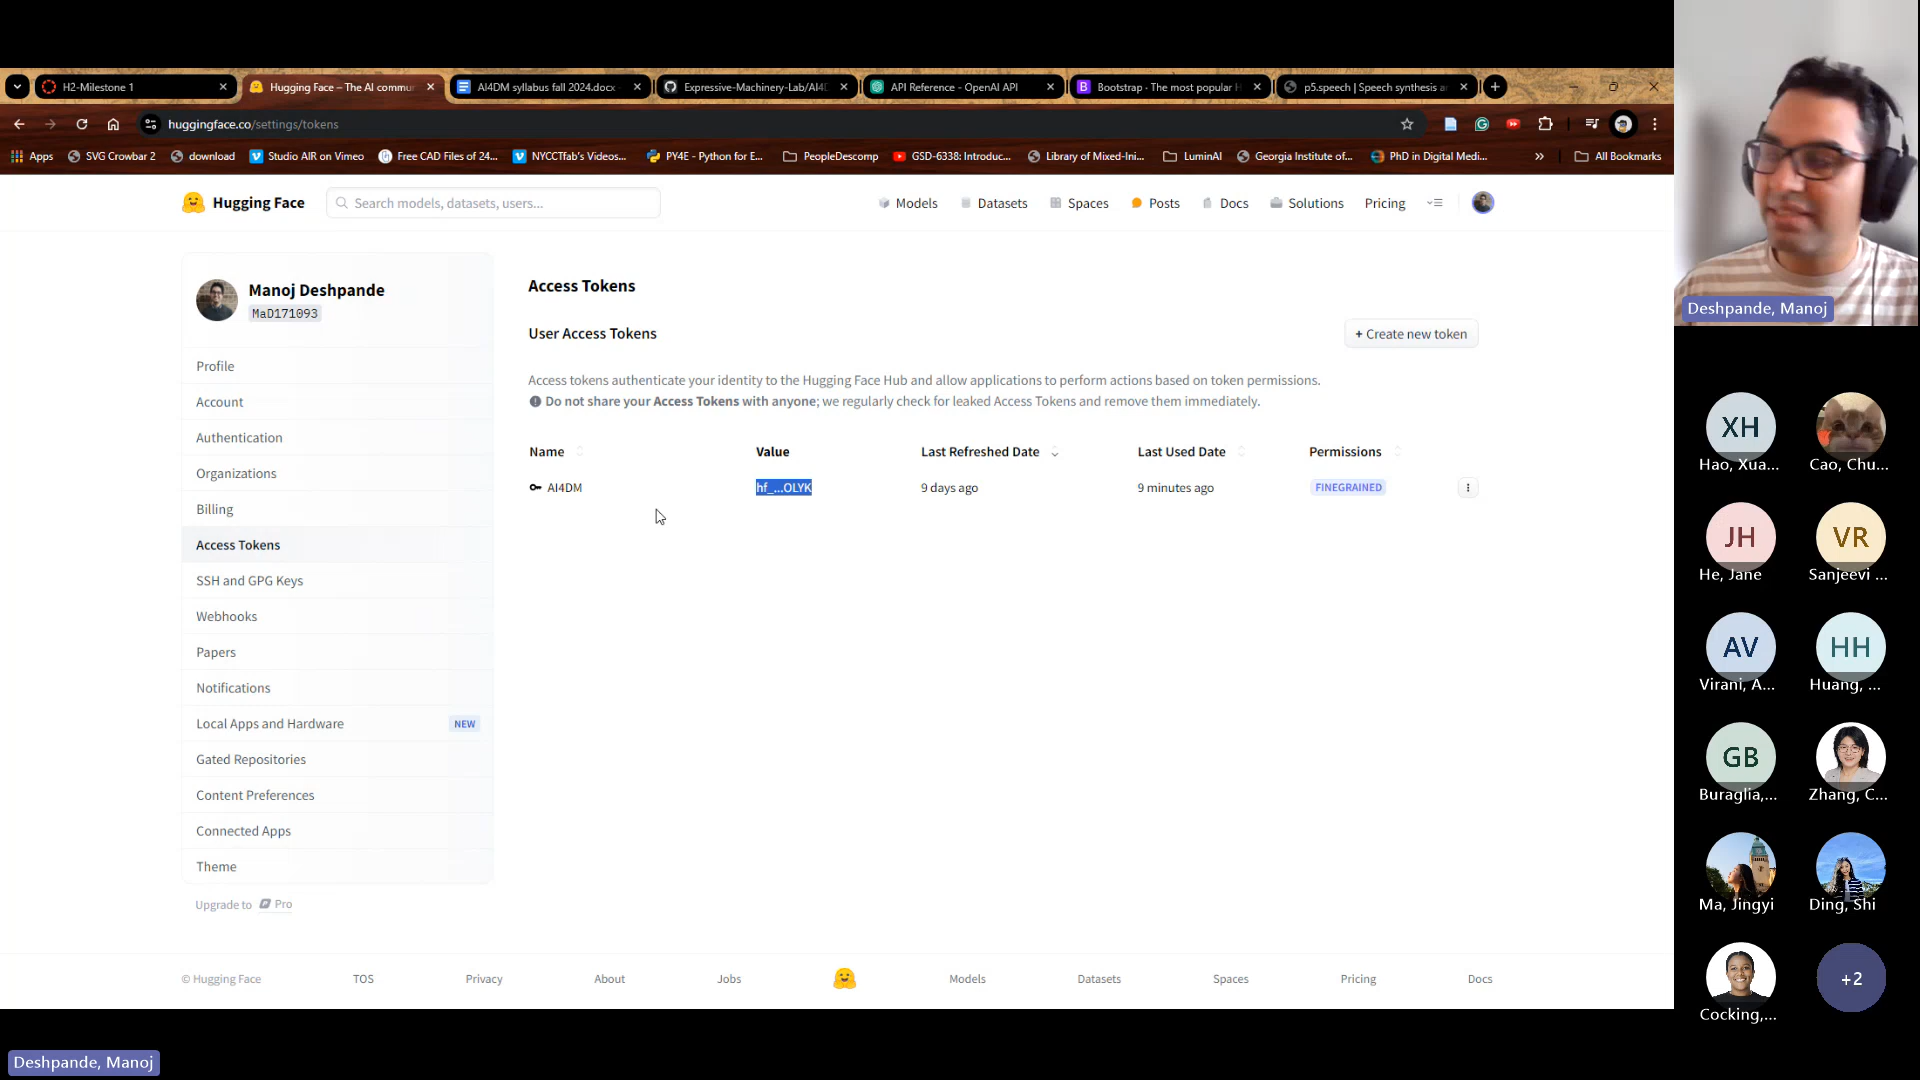 H2-Milestone 1
Hugging Face – The AI commu
AI4DM syllabus fall 2024.docx
Expressive-Machinery-Lab/AI4D
API Reference - OpenAI API
Bootstrap · The most popular H
p5.speech | Speech synthesis a
huggingface.co/settings/tokens
Apps
SVG Crowbar 2
download
Studio AIR on Vimeo
Free CAD Files of 24...
NYCCTfab's Videos...
PY4E - Python for E...
PeopleDescomp
GSD-6338: Introduc...
Library of Mixed-Ini...
LuminAI
Georgia Institute of...
PhD in Digital Medi...
»
All Bookmarks
Hugging Face
Search models, datasets, users...
Models
Datasets
Spaces
Posts
Docs
Solutions
Pricing
Manoj Deshpande
MaD171093
Profile
Account
Authentication
Organizations
Billing
Access Tokens
SSH and GPG Keys
Webhooks
Papers
Notifications
Local Apps and Hardware NEW
Gated Repositories
Content Preferences
Connected Apps
Theme
Upgrade to Pro
Access Tokens
User Access Tokens
+ Create new token
Access tokens authenticate your identity to the Hugging Face Hub and allow applications to perform actions based on token permissions.
Do not share your Access Tokens with anyone; we regularly check for leaked Access Tokens and remove them immediately.
Name Value Last Refreshed Date Last Used Date Permissions
AI4DM hf_...OLYK 9 days ago 9 minutes ago FINEGRAINED
© Hugging Face TOS Privacy About Jobs Models Datasets Spaces Pricing Docs
Deshpande, Manoj
XH
Hao, Xua...
Cao, Chu...
JH
He, Jane
VR
Sanjeevi ...
AV
Virani, A...
HH
Huang, ...
GB
Buraglia,...
Zhang, C...
Ma, Jingyi
Ding, Shi
Cocking,...
+2
Deshpande, Manoj